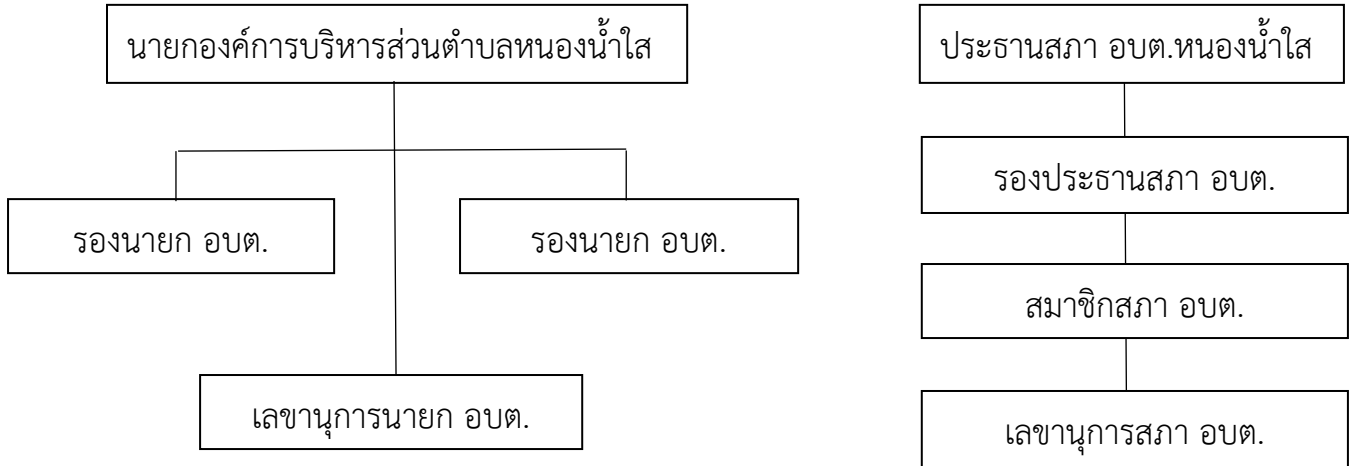 นายกองค์การบริหารส่วนตำบลหนองน้ำใส
รองนายก อบต.
รองนายก อบต.
เลขานุการนายก อบต.
ประธานสภา อบต.หนองน้ำใส
รองประธานสภา อบต.
สมาชิกสภา อบต.
เลขานุการสภา อบต.